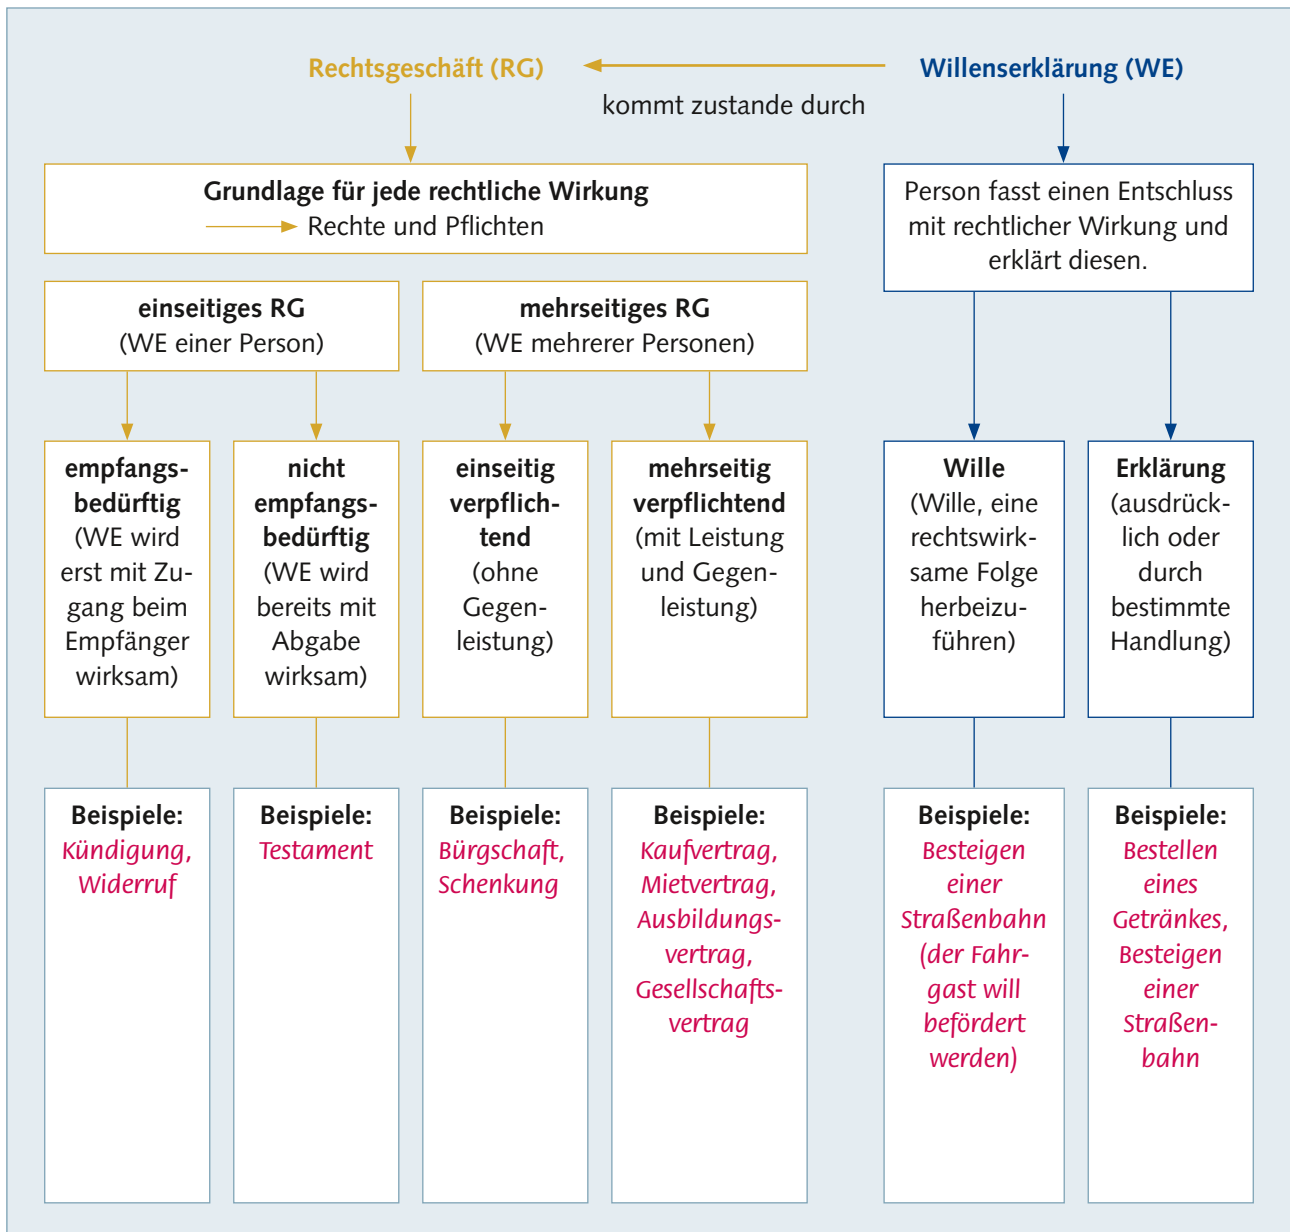 Rechtsgeschäft (RG)
Willenserklärung (WE)
kommt zustande durch
Grundlage für jede rechtliche Wirkung
Rechte und Pflichten
Person fasst einen Entschluss
mit rechtlicher Wirkung und
erklärt diesen.
einseitiges RG
(WE einer Person)
mehrseitiges RG
(WE mehrerer Personen)
empfangs-
bedürftig
(WE wird
erst mit Zu-
gang beim
Empfänger
wirksam)
nicht
empfangs-
bedürftig
(WE wird
bereits mit
Abgabe
wirksam)
einseitig
verpflich-
tend
(ohne
Gegen-
leistung)
mehrseitig
verpflichtend
(mit Leistung
und Gegen-
leistung)
Wille
(Wille, eine
rechtswirk-
same Folge
herbeizu-
führen)
Erklärung
(ausdrück-
lich oder
durch
bestimmte
Handlung)
Beispiele:
Kündigung,
Widerruf
Beispiele:
Testament
Beispiele:
Bürgschaft,
Schenkung
Beispiele:
Kaufvertrag,
Mietvertrag,
Ausbildungs-
vertrag,
Gesellschafts-
vertrag
Beispiele:
Besteigen
einer
Straßenbahn
(der Fahr-
gast will
befördert
werden)
Beispiele:
Bestellen
eines
Getränkes,
Besteigen
einer
Straßen-
bahn